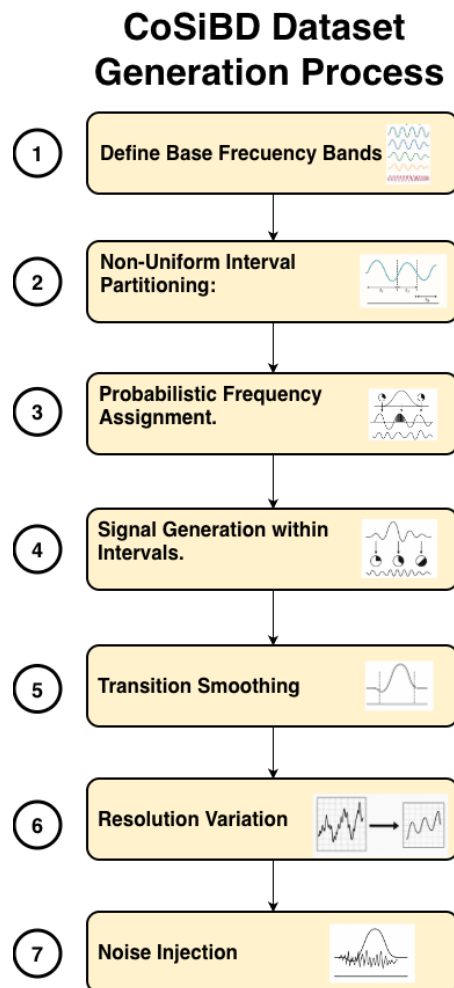 CoSiBD Dataset
Generation Process
1
Define Base Frecuency Bands
2
Non-Uniform Interval
Partitioning:
3
Probabilistic Frequency
Assignment.
4
Signal Generation within
Intervals.
5
Transition Smoothing
6
Resolution Variation
7
Noise Injection